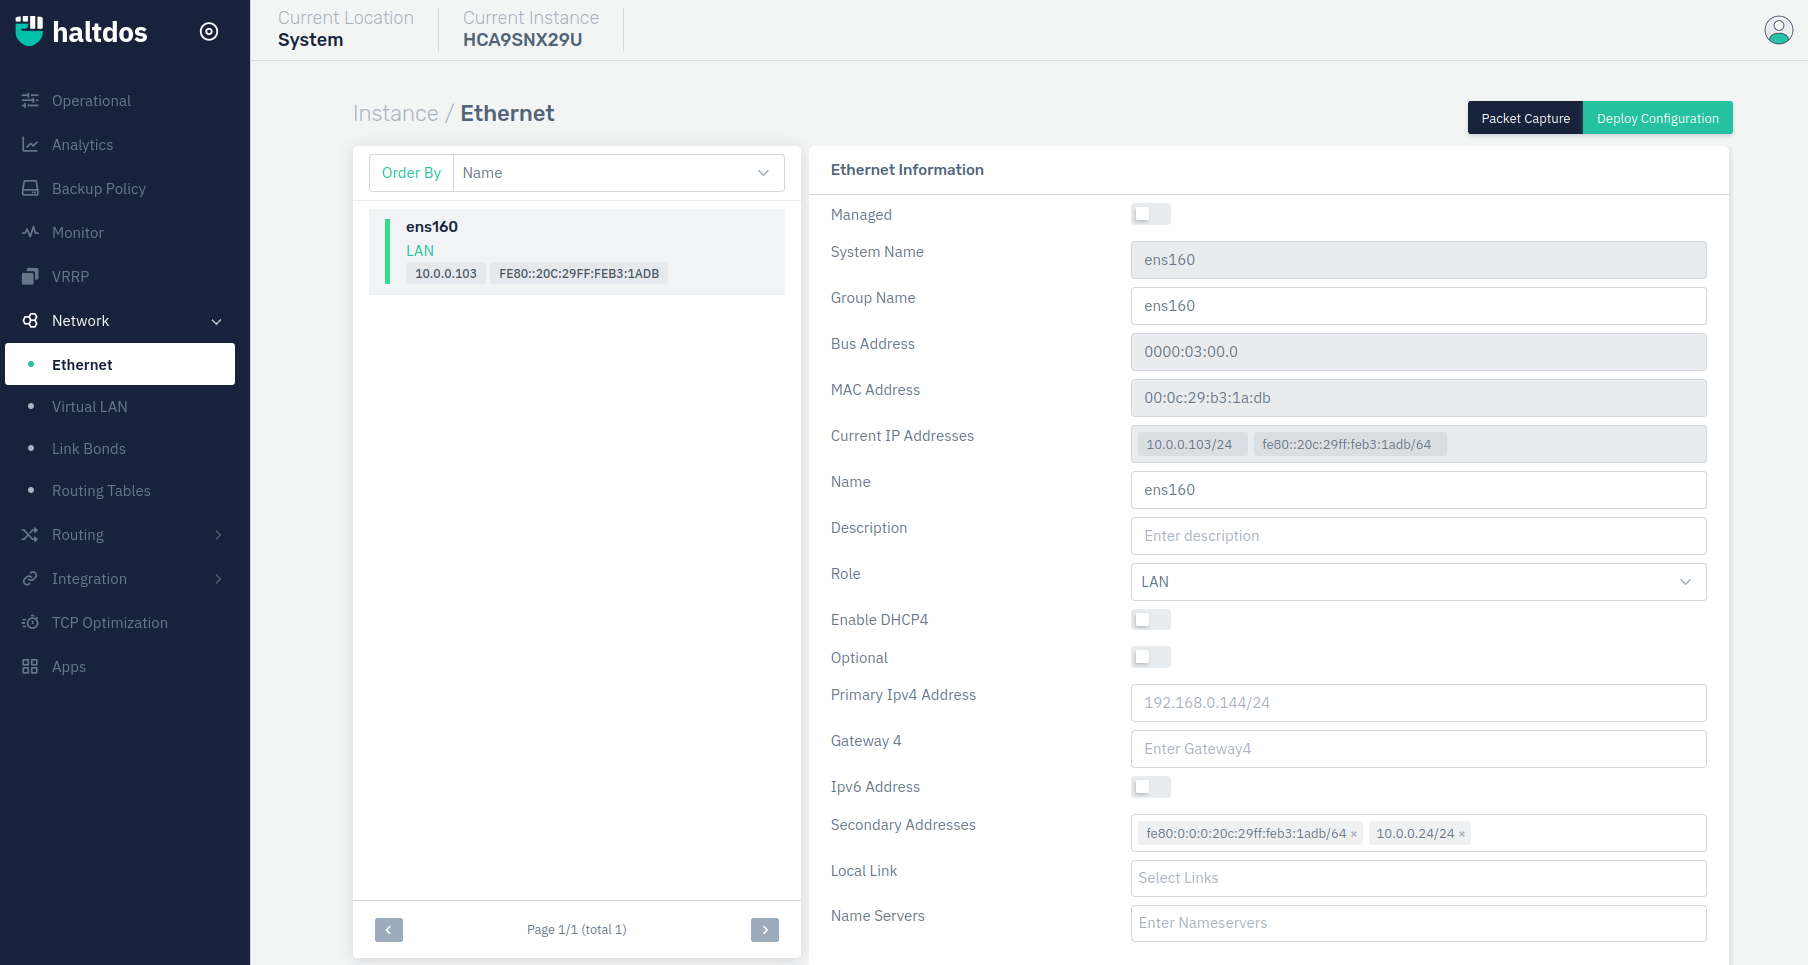 haltdos
Current Location
System
Current Instance
HCA9SNX29U
Operational
Analytics
Backup Policy
Monitor
VRRP
Network
Ethernet
Virtual LAN
Link Bonds
Routing Tables
Routing
Integration
TCP Optimization
Apps
Instance / Ethernet
Packet Capture
Deploy Configuration
Order By
Name
ens160
LAN
10.0.0.103
FE80::20C:29FF:FEB3:1ADB
Page 1/1 (total 1)
Ethernet Information
Managed
System Name
ens160
Group Name
ens160
Bus Address
0000:03:00.0
MAC Address
00:0c:29:b3:1a:db
Current IP Addresses
10.0.0.103/24
fe80::20c:29ff:feb3:1adb/64
Name
ens160
Description
Enter description
Role
LAN
Enable DHCP4
Optional
Primary Ipv4 Address
192.168.0.144/24
Gateway 4
Enter Gateway4
Ipv6 Address
Secondary Addresses
fe80:0:0:0:20c:29ff:feb3:1adb/64 ×
10.0.0.24/24 ×
Local Link
Select Links
Name Servers
Enter Nameservers